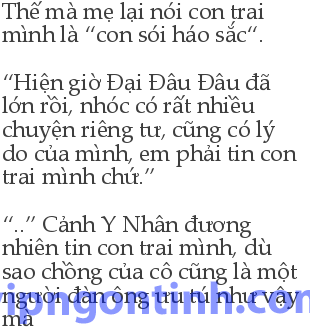 Thế mà mẹ lại nói con trai
mình là “con sói háo sắc“.
“Hiện giờ Đại Đâu Đâu đã
lớn rồi, nhóc có rất nhiều
chuyện riêng tư, cũng có lý
do của mình, em phải tin con
trai mình chứ.”
“..” Cảnh Y Nhân đương
nhiên tin con trai mình, dù
sao chồng của cô cũng là một
người đàn ông ưu tú như vậy
mà